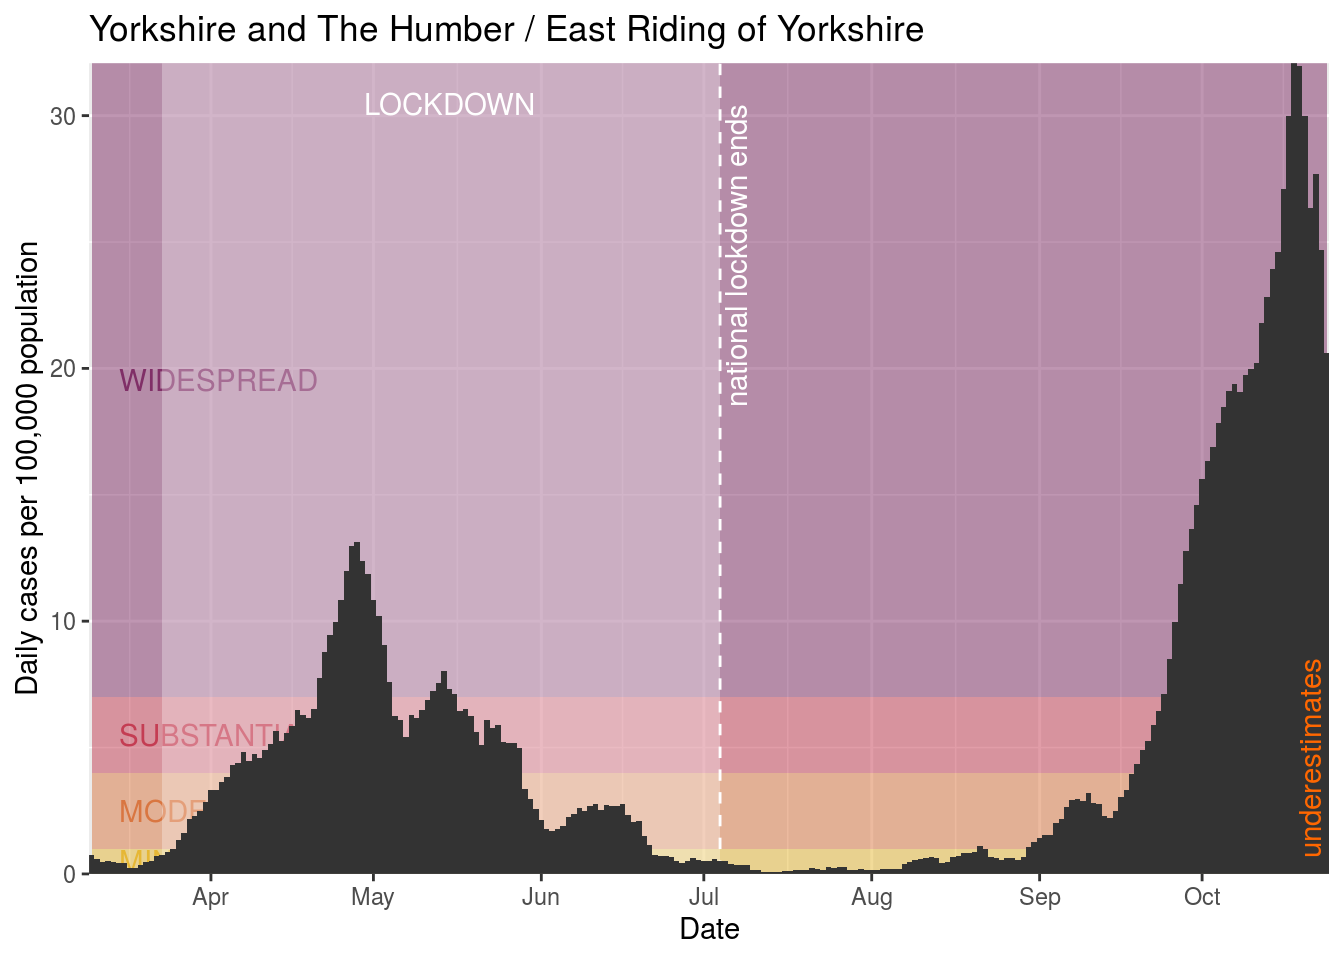 Yorkshire and The Humber / East Riding of Yorkshire
Daily cases per 100,000 population
30
20
10
0
LOCKDOWN
national lockdown ends
WIDESPREAD
SUBSTANTI
MODE
MIN
underestimates
Apr
May
Jun
Jul
Aug
Sep
Oct
Date